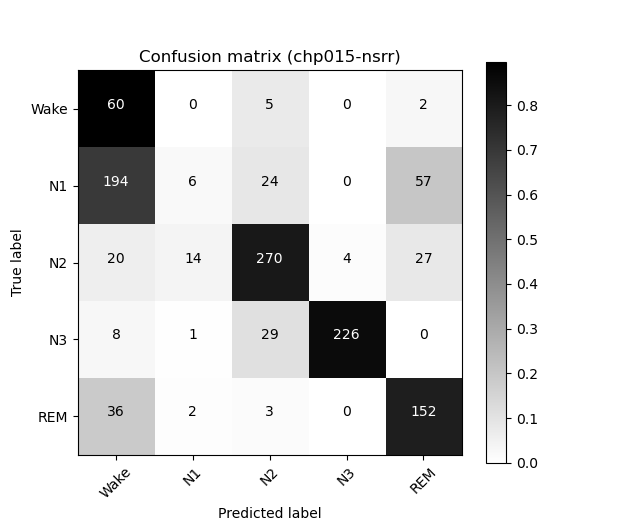 Confusion matrix (chp015-nsrr)
True label
Wake 60 0 5 0 2
N1 194 6 24 0 57
N2 20 14 270 4 27
N3 8 1 29 226 0
REM 36 2 3 0 152
Wake N1 N2 N3 REM
Predicted label
0.8
0.7
0.6
0.5
0.4
0.3
0.2
0.1
0.0